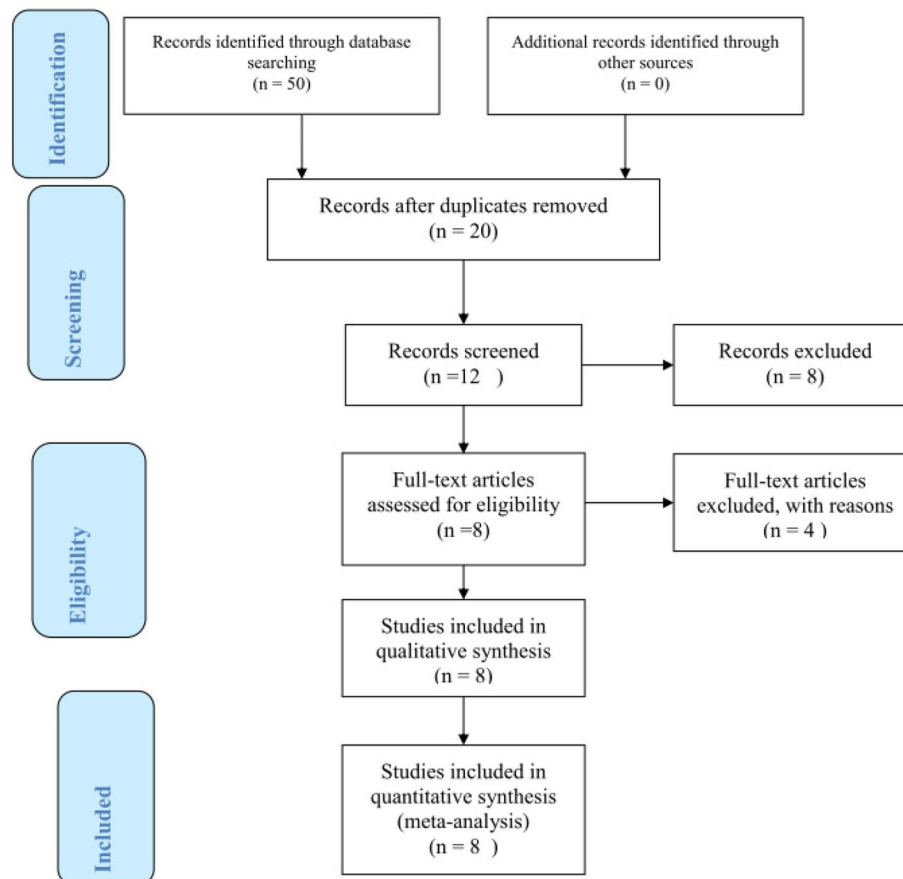 Identification
Records identified through database
searching
(n = 50)
Additional records identified through
other sources
(n = 0)
Records after duplicates removed
(n = 20)
Screening
Records screened
(n =12   )
Records excluded
(n = 8)
Eligibility
Full-text articles
assessed for eligibility
(n =8)
Full-text articles
excluded, with reasons
(n = 4  )
Studies included in
qualitative synthesis
(n = 8)
Included
Studies included in
quantitative synthesis
(meta-analysis)
(n = 8  )